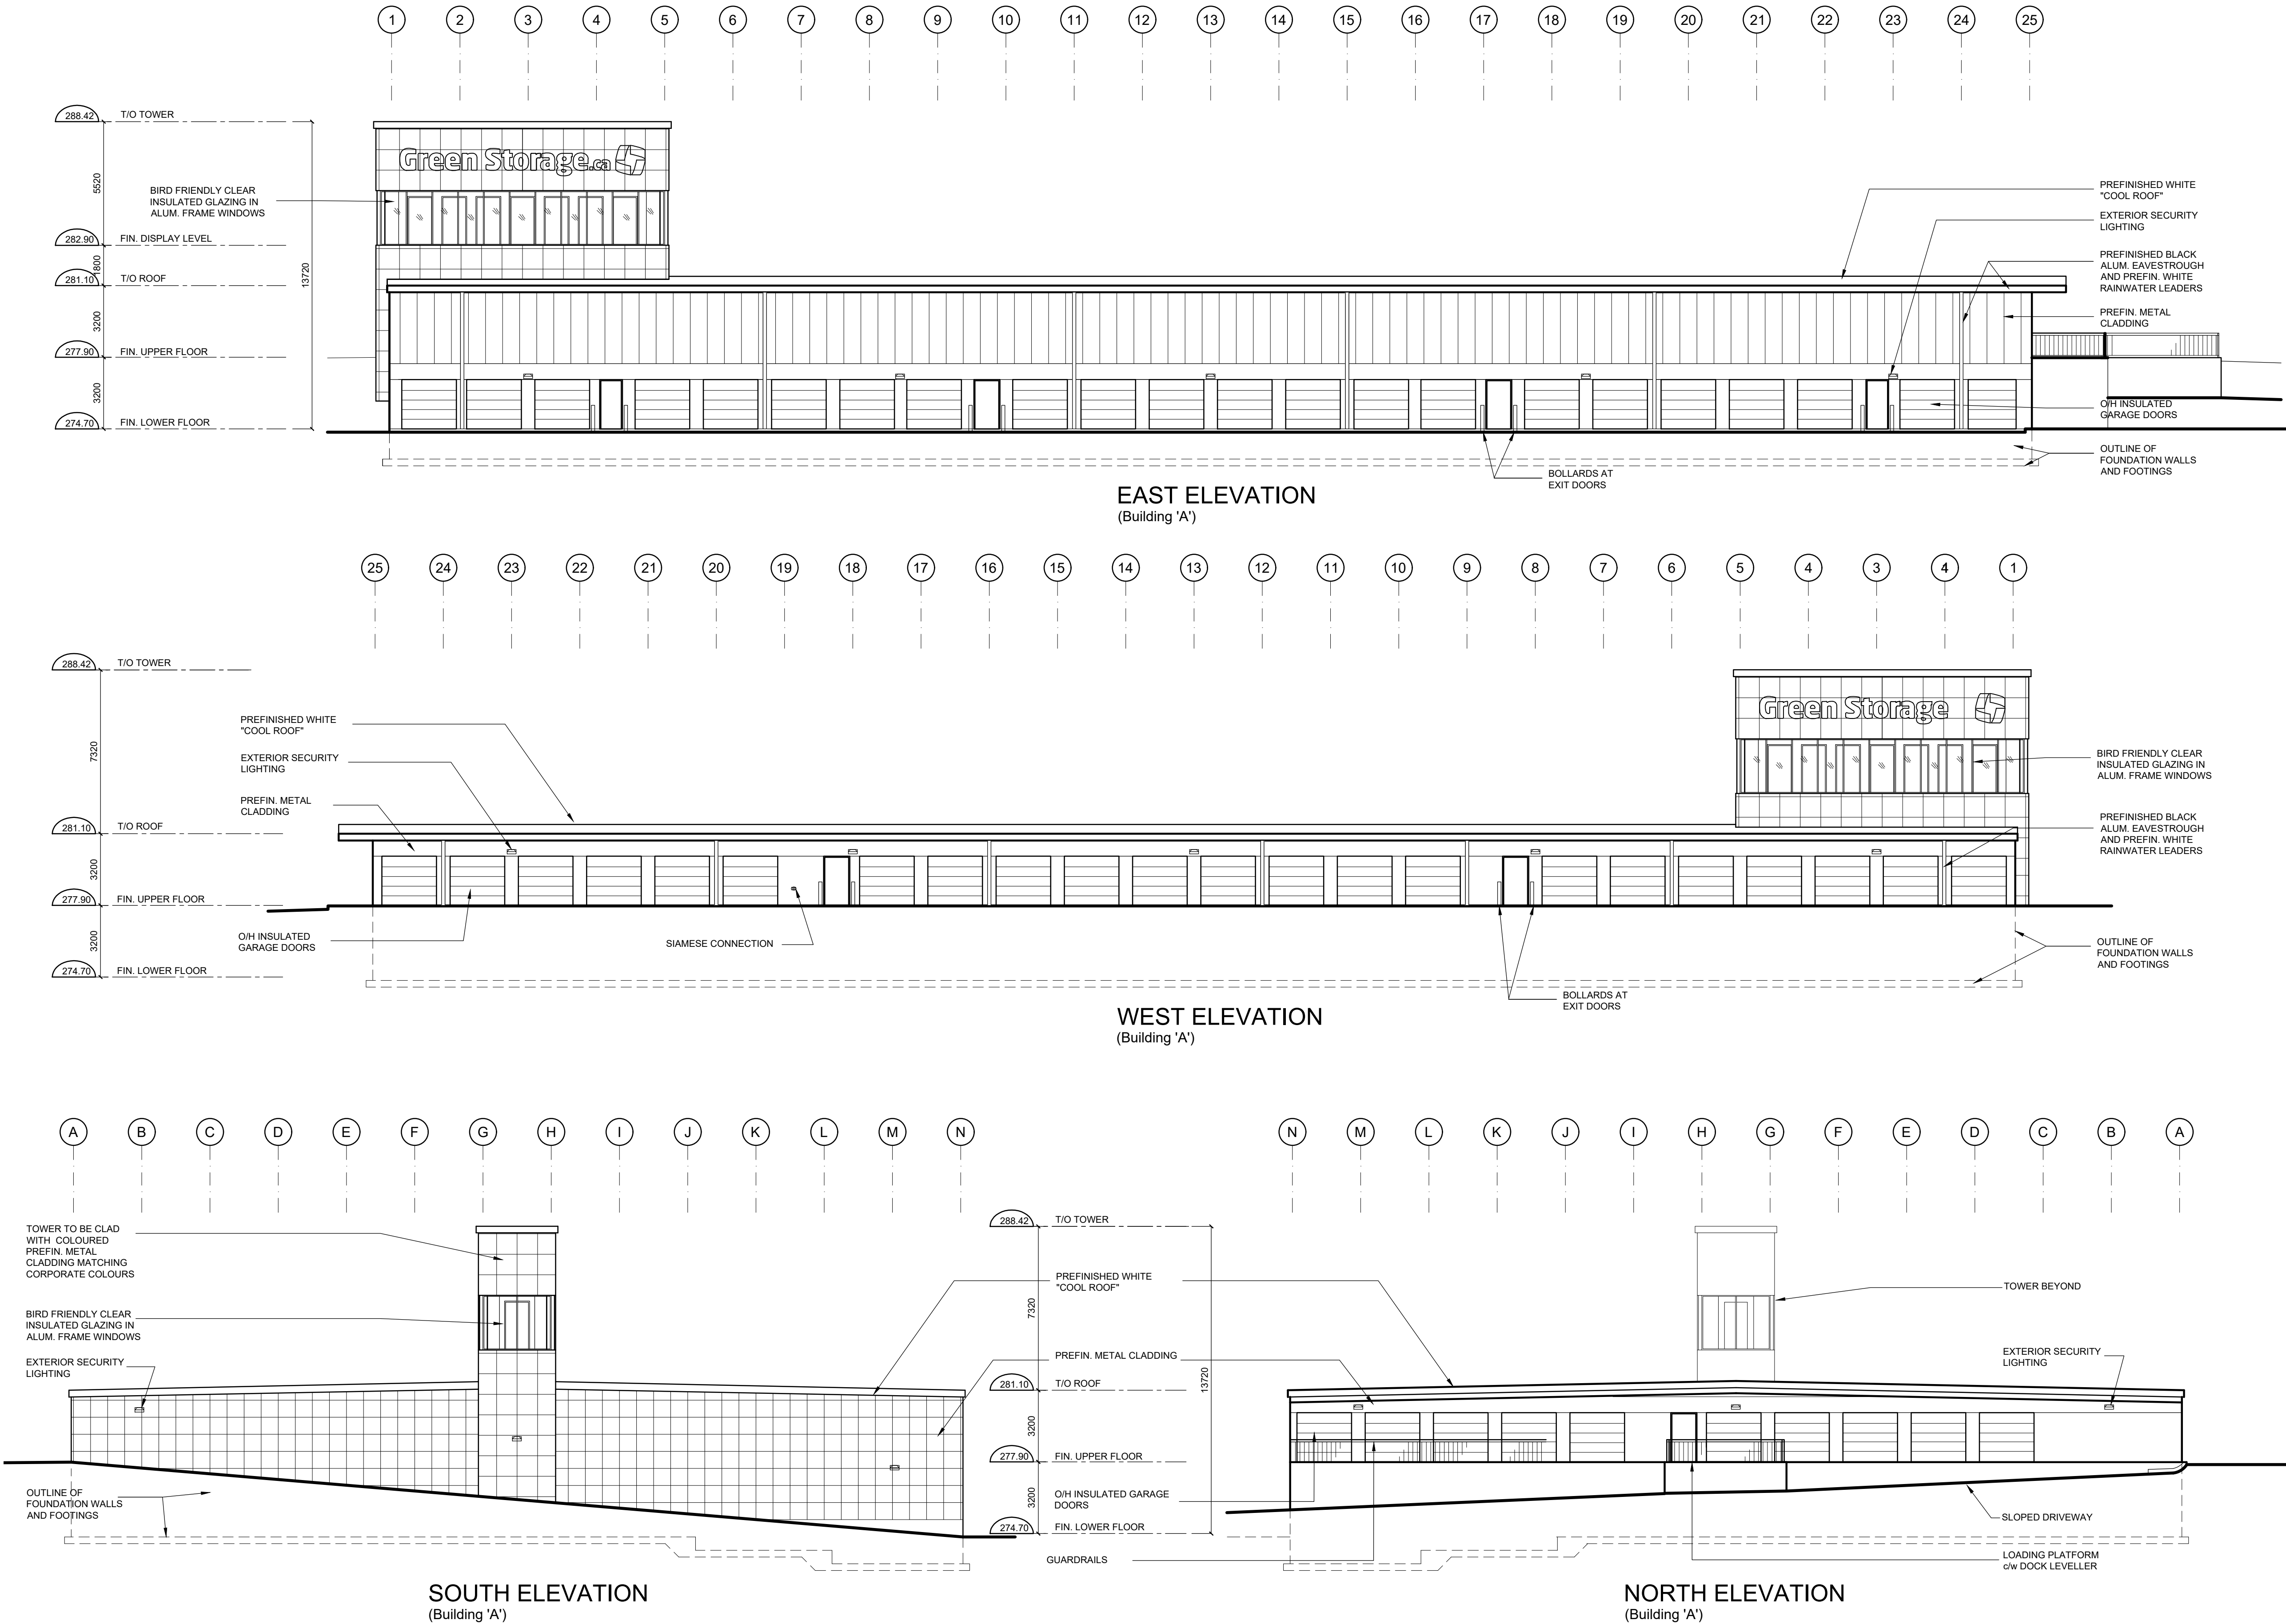 1 2 3 4 5 6 7 8 9 10 11 12 13 14 15 16 17 18 19 20 21 22 23 24 25
288.42 T/O TOWER
5520
BIRD FRIENDLY CLEAR
INSULATED GLAZING IN
ALUM. FRAME WINDOWS
282.90 FIN. DISPLAY LEVEL
1800
281.10 T/O ROOF
13720
3200
277.90 FIN. UPPER FLOOR
3200
274.70 FIN. LOWER FLOOR
Green Storage.ca
PREFINISHED WHITE
"COOL ROOF"
EXTERIOR SECURITY
LIGHTING
PREFINISHED BLACK
ALUM. EAVESTROUGH
AND PREFIN. WHITE
RAINWATER LEADERS
PREFIN. METAL
CLADDING
O/H INSULATED
GARAGE DOORS
OUTLINE OF
FOUNDATION WALLS
AND FOOTINGS
BOLLARDS AT
EXIT DOORS
EAST ELEVATION
(Building 'A')
25 24 23 22 21 20 19 18 17 16 15 14 13 12 11 10 9 8 7 6 5 4 3 4 1
288.42 T/O TOWER
7320
PREFINISHED WHITE
"COOL ROOF"
EXTERIOR SECURITY
LIGHTING
PREFIN. METAL
CLADDING
281.10 T/O ROOF
3200
277.90 FIN. UPPER FLOOR
3200
O/H INSULATED
GARAGE DOORS
274.70 FIN. LOWER FLOOR
SIAMESE CONNECTION
Green Storage
BIRD FRIENDLY CLEAR
INSULATED GLAZING IN
ALUM. FRAME WINDOWS
PREFINISHED BLACK
ALUM. EAVESTROUGH
AND PREFIN. WHITE
RAINWATER LEADERS
OUTLINE OF
FOUNDATION WALLS
AND FOOTINGS
BOLLARDS AT
EXIT DOORS
WEST ELEVATION
(Building 'A')
A B C D E F G H I J K L M N
TOWER TO BE CLAD
WITH COLOURED
PREFIN. METAL
CLADDING MATCHING
CORPORATE COLOURS
BIRD FRIENDLY CLEAR
INSULATED GLAZING IN
ALUM. FRAME WINDOWS
EXTERIOR SECURITY
LIGHTING
OUTLINE OF
FOUNDATION WALLS
AND FOOTINGS
SOUTH ELEVATION
(Building 'A')
N M L K J I H G F E D C B A
288.42 T/O TOWER
PREFINISHED WHITE
"COOL ROOF"
7320
PREFIN. METAL CLADDING
13720
281.10 T/O ROOF
3200
277.90 FIN. UPPER FLOOR
3200
O/H INSULATED GARAGE
DOORS
274.70 FIN. LOWER FLOOR
GUARDRAILS
TOWER BEYOND
EXTERIOR SECURITY
LIGHTING
SLOPED DRIVEWAY
LOADING PLATFORM
c/w DOCK LEVELLER
NORTH ELEVATION
(Building 'A')